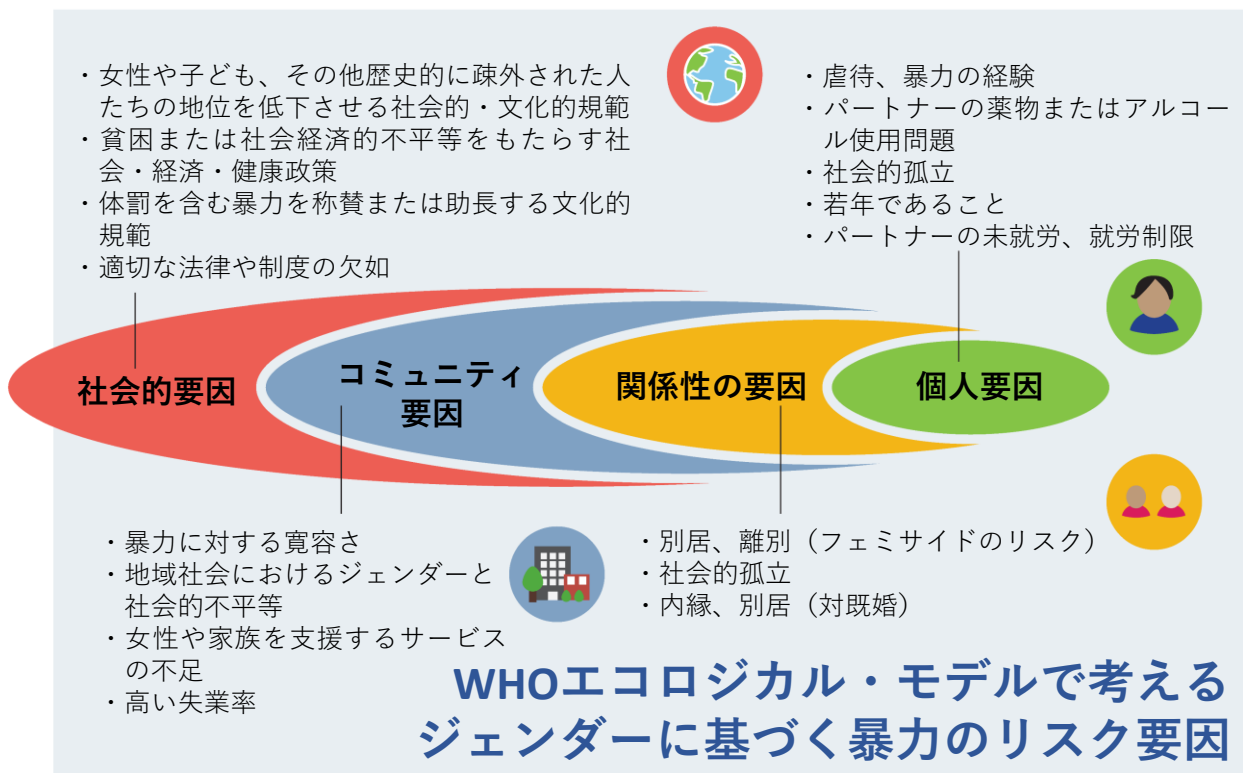 ・女性や子ども、その他歴史的に疎外された人
たちの地位を低下させる社会的・文化的規範
・貧困または社会経済的不平等をもたらす社
会・経済・健康政策
・体罰を含む暴力を称賛または助長する文化的
規範
・適切な法律や制度の欠如
・虐待、暴力の経験
・パートナーの薬物またはアルコー
ル使用問題
・社会的孤立
・若年であること
・パートナーの未就労、就労制限
社会的要因
コミュニティ
要因
関係性の要因
個人要因
・暴力に対する寛容さ
・地域社会におけるジェンダーと
社会的不平等
・女性や家族を支援するサービス
の不足
・高い失業率
・別居、離別（フェミサイドのリスク）
・社会的孤立
・内縁、別居（対既婚）
WHOエコロジカル・モデルで考える
ジェンダーに基づく暴力のリスク要因